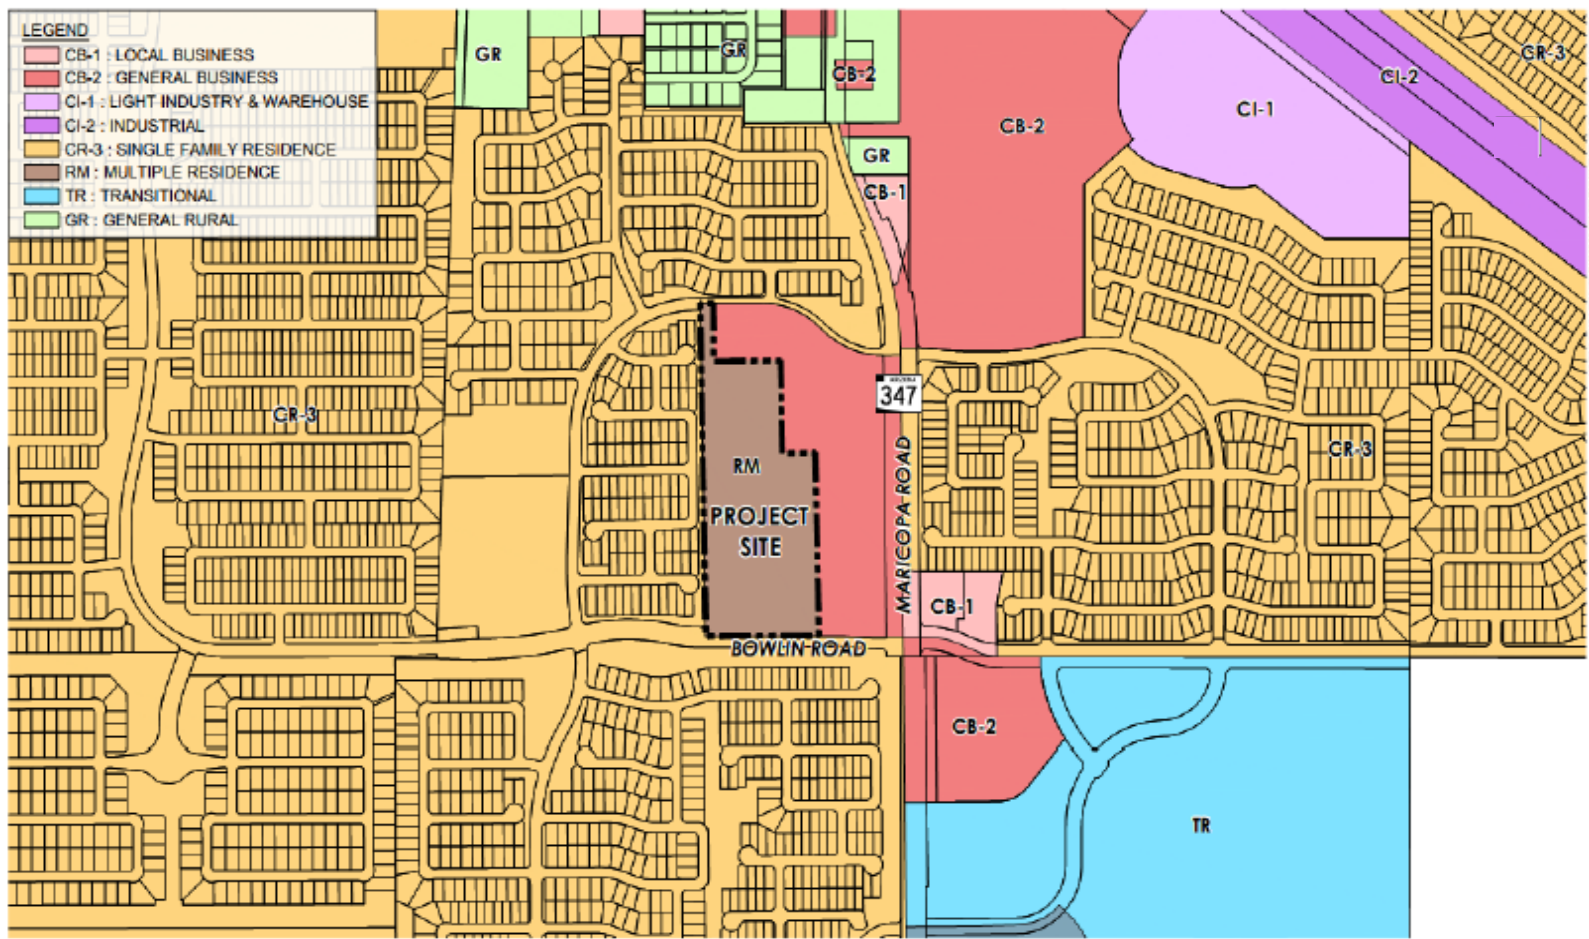 LEGEND
CB-1 : LOCAL BUSINESS
CB-2 : GENERAL BUSINESS
CI-1 : LIGHT INDUSTRY & WAREHOUSE
CI-2 : INDUSTRIAL
CR-3 : SINGLE FAMILY RESIDENCE
RM : MULTIPLE RESIDENCE
TR : TRANSITIONAL
GR : GENERAL RURAL
GR
GR
CB-2
CB-2
CI-1
CI-2
GR-3
GR
CB-1
347
CR-3
CR-3
RM
PROJECT
SITE
MARICOPA ROAD
CB-1
BOWLIN ROAD
CB-2
TR